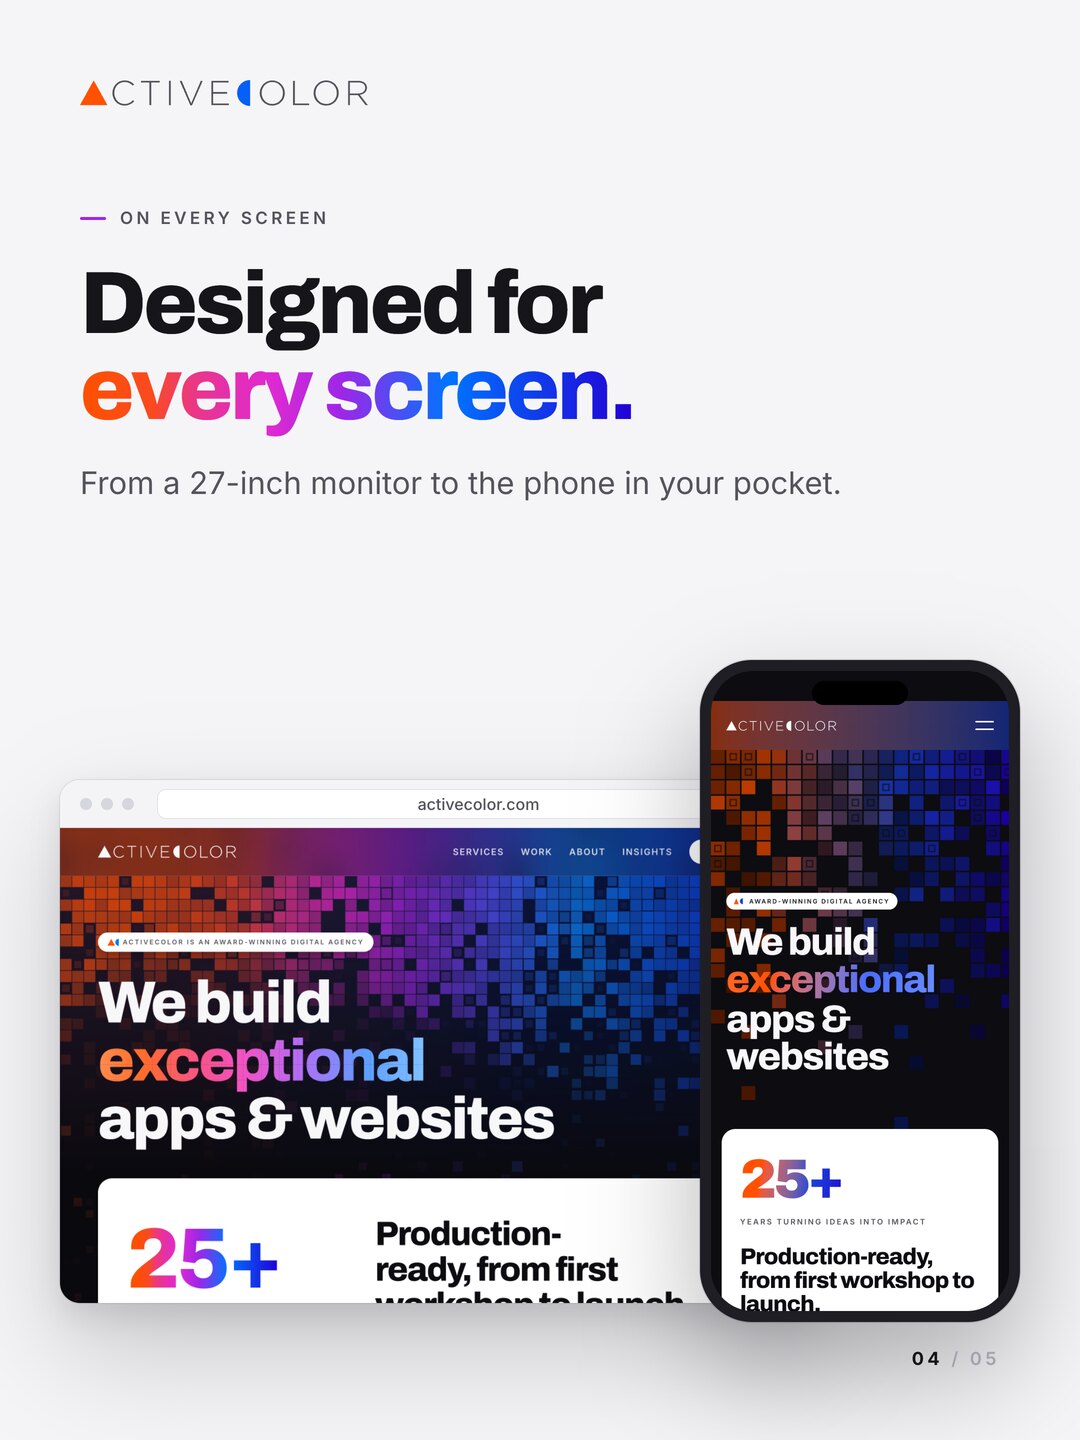 ACTIVECOLOR
ON EVERY SCREEN
Designed for
every screen.
From a 27-inch monitor to the phone in your pocket.
activecolor.com
ACTIVECOLOR
SERVICES WORK ABOUT INSIGHTS
ACTIVECOLOR IS AN AWARD-WINNING DIGITAL AGENCY
We build
exceptional
apps & websites
25+
Production-
ready, from first
workshop to launch
ACTIVECOLOR
AWARD-WINNING DIGITAL AGENCY
We build
exceptional
apps &
websites
25+
YEARS TURNING IDEAS INTO IMPACT
Production-ready,
from first workshop to
launch.
04 / 05